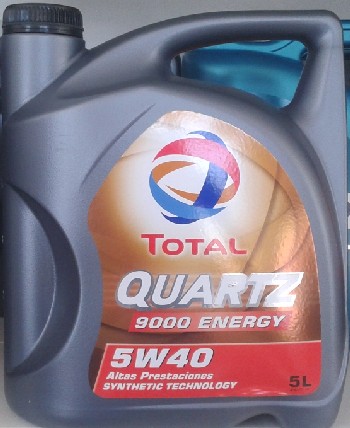 TOTAL
QUARTZ
9000 ENERGY
5W40
Altas Prestaciones
SYNTHETIC TECHNOLOGY
5L